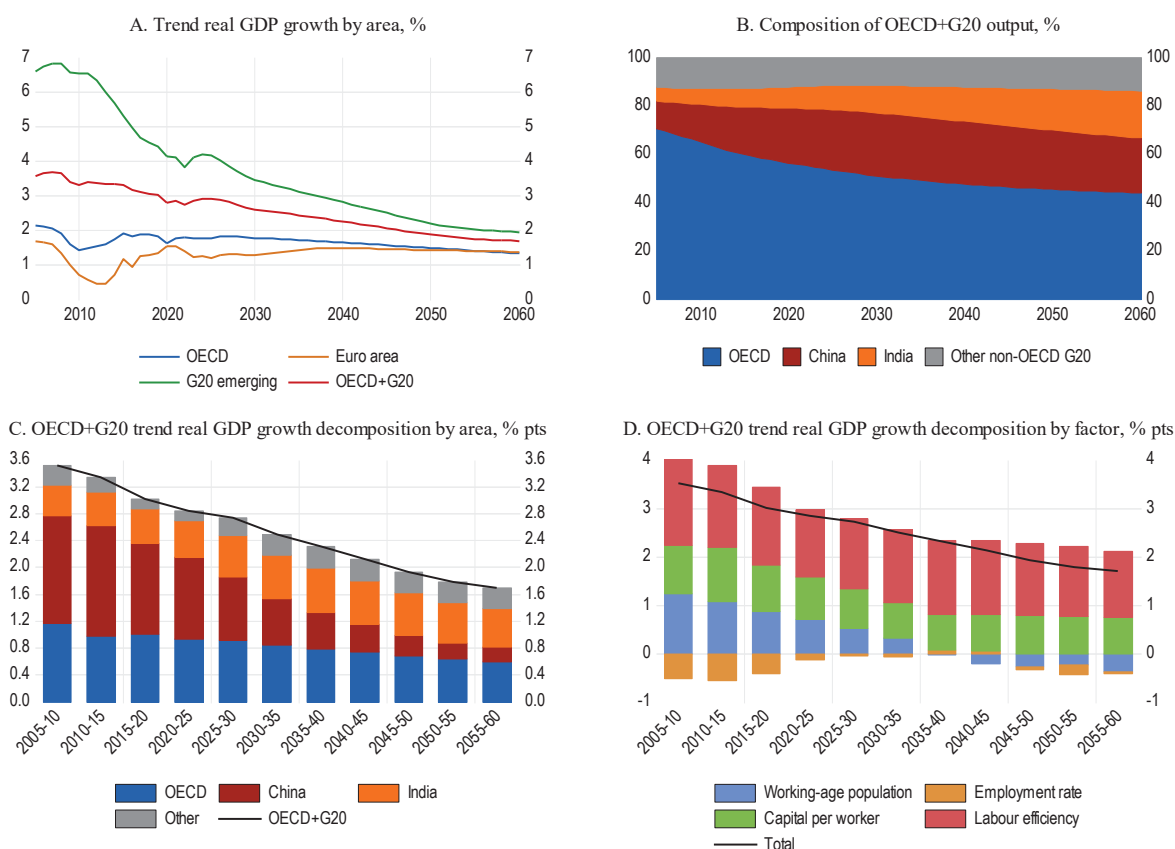 A. Trend real GDP growth by area, %
7 7
6 6
5 5
4 4
3 3
2 2
1 1
0 0
2010 2020 2030 2040 2050 2060
OECD Euro area
G20 emerging OECD+G20
B. Composition of OECD+G20 output, %
100 100
80 80
60 60
40 40
20 20
0 0
2010 2020 2030 2040 2050 2060
OECD China India Other non-OECD G20
C. OECD+G20 trend real GDP growth decomposition by area, % pts
3.6 3.6
3.2 3.2
2.8 2.8
2.4 2.4
2.0 2.0
1.6 1.6
1.2 1.2
0.8 0.8
0.4 0.4
0.0 0.0
2005-10 2010-15 2015-20 2020-25 2025-30 2030-35 2035-40 2040-45 2045-50 2050-55 2055-60
OECD China India
Other OECD+G20
D. OECD+G20 trend real GDP growth decomposition by factor, % pts
4 4
3 3
2 2
1 1
0 0
-1 -1
2005-10 2010-15 2015-20 2020-25 2025-30 2030-35 2035-40 2040-45 2045-50 2050-55 2055-60
Working-age population Employment rate
Capital per worker Labour efficiency
Total